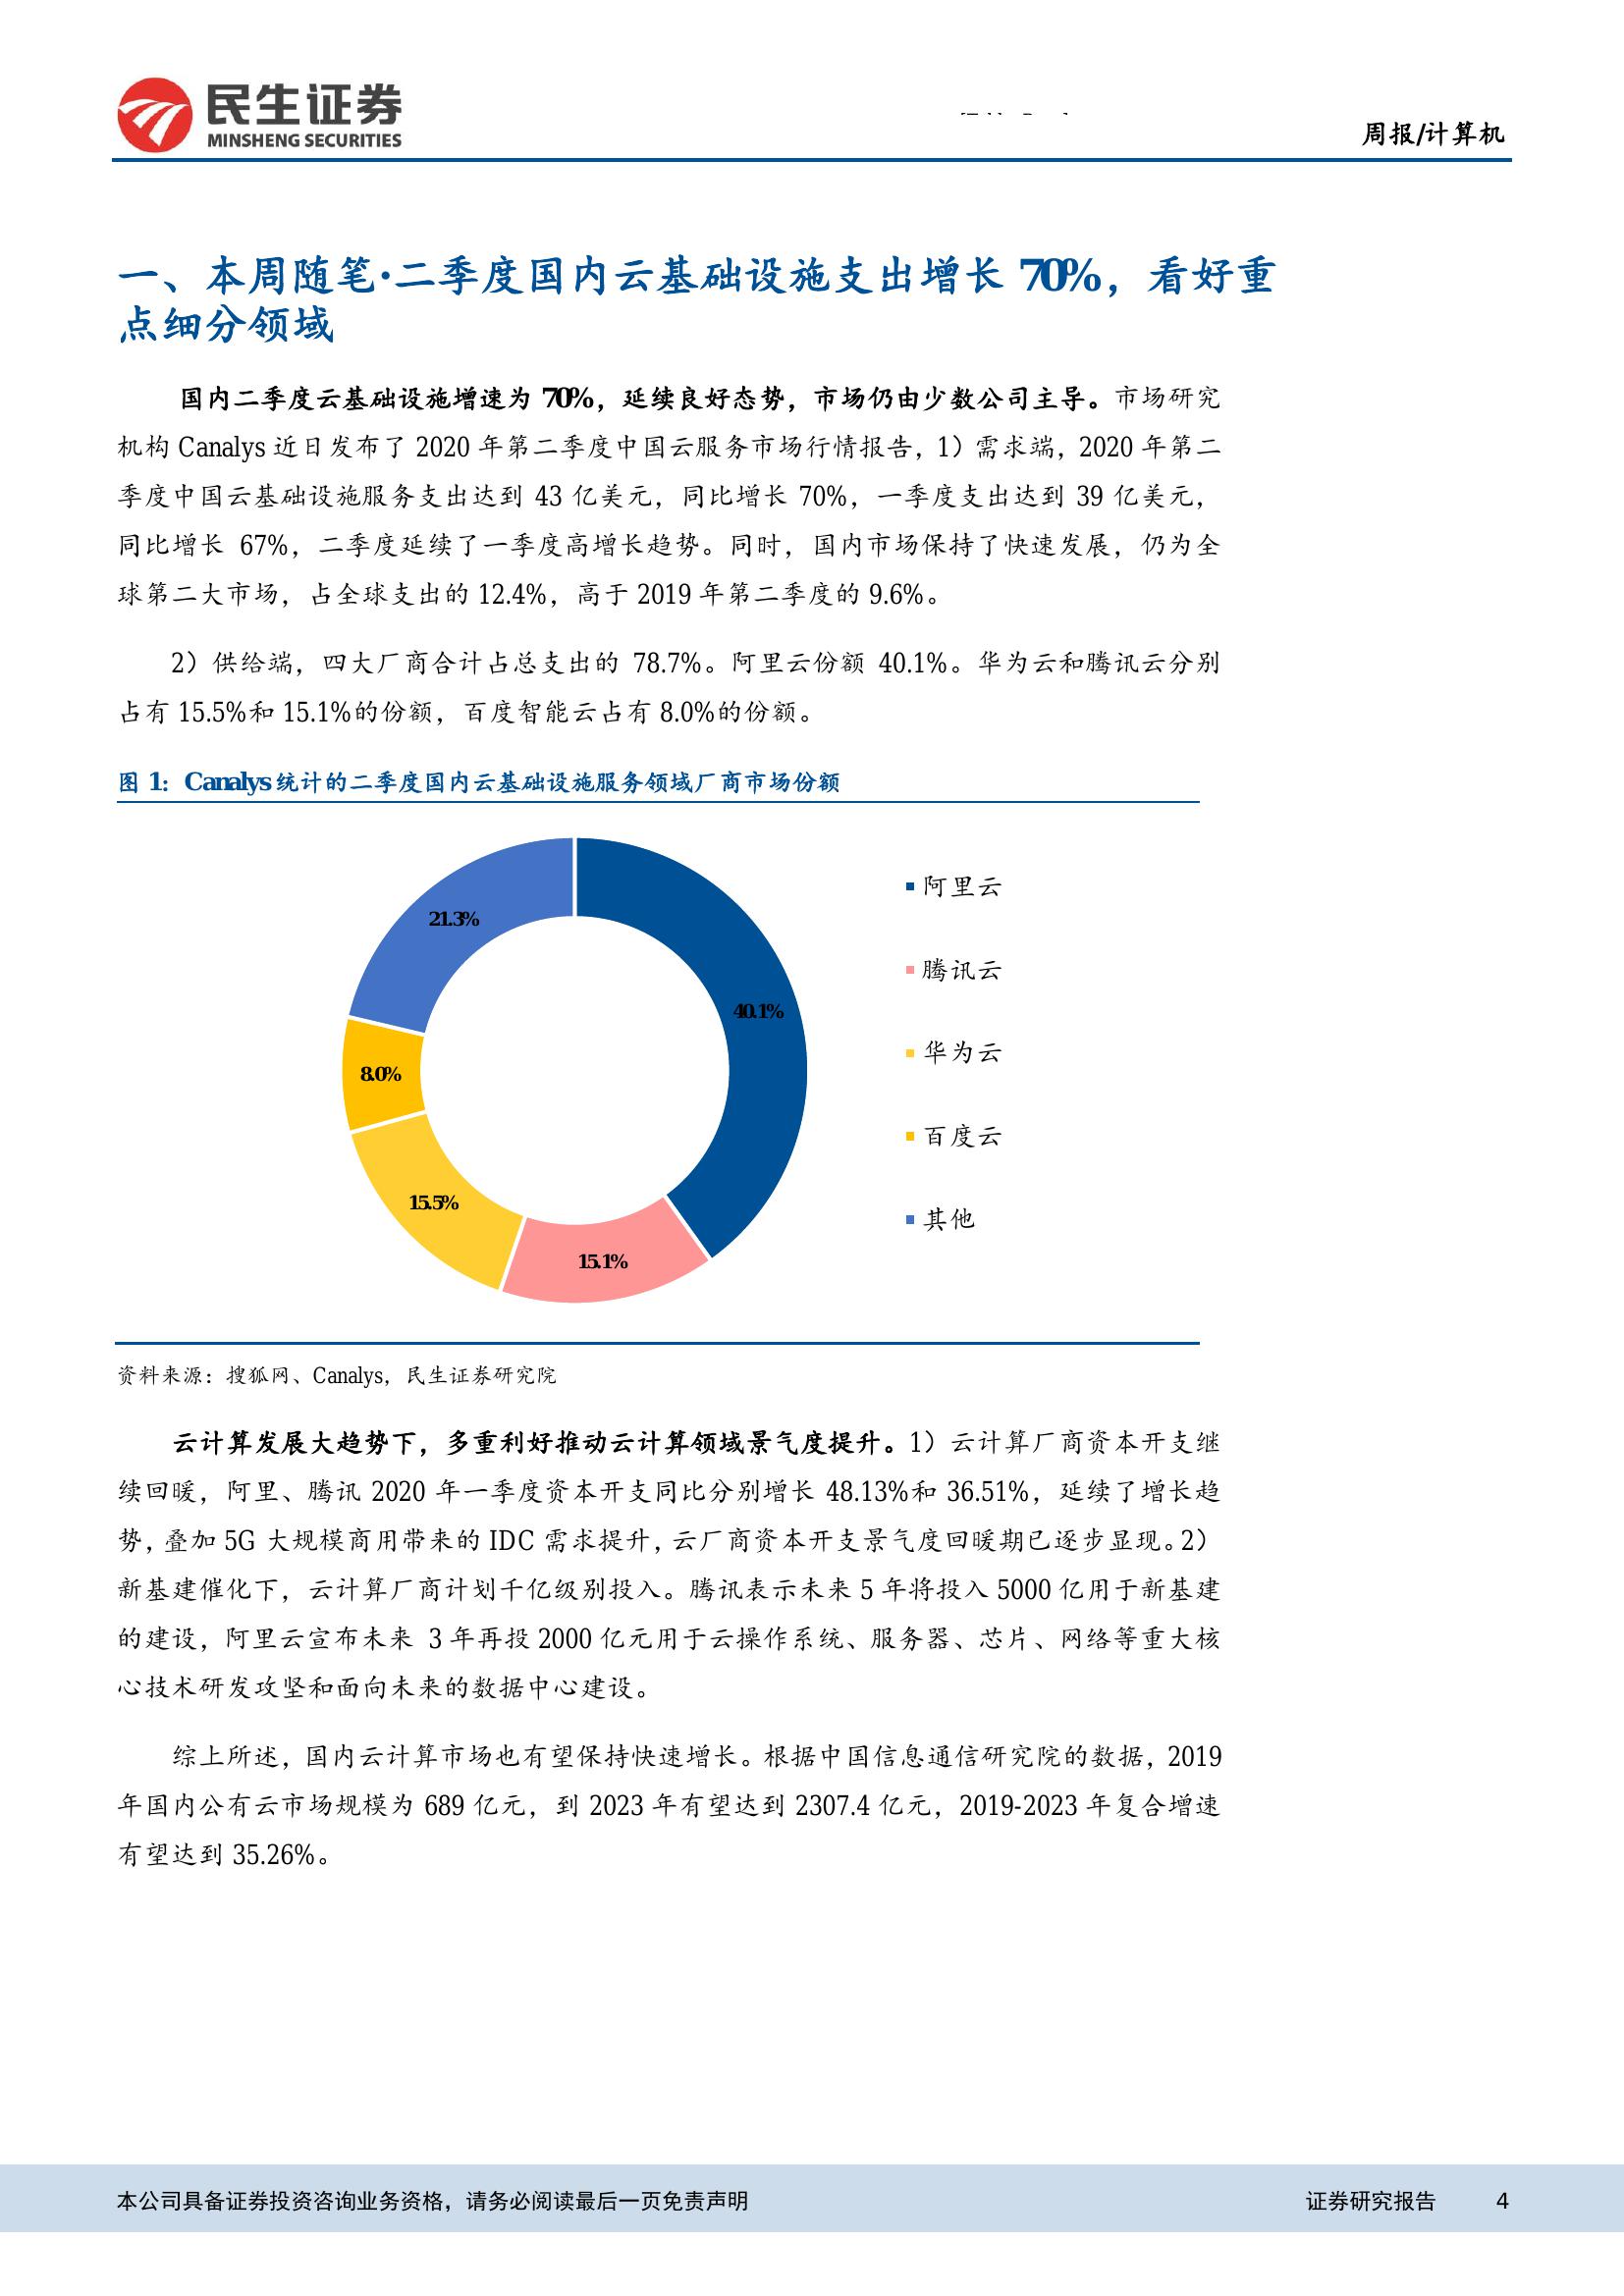 民生证券
MINSHENG SECURITIES
周报/计算机
一、本周随笔·二季度国内云基础设施支出增长 70%，看好重
点细分领域
国内二季度云基础设施增速为 70%，延续良好态势，市场仍由少数公司主导。市场研究
机构 Canalys 近日发布了 2020 年第二季度中国云服务市场行情报告，1）需求端，2020 年第二
季度中国云基础设施服务支出达到 43 亿美元，同比增长 70%，一季度支出达到 39 亿美元，
同比增长 67%，二季度延续了一季度高增长趋势。同时，国内市场保持了快速发展，仍为全
球第二大市场，占全球支出的 12.4%，高于 2019 年第二季度的 9.6%。
2）供给端，四大厂商合计占总支出的 78.7%。阿里云份额 40.1%。华为云和腾讯云分别
占有 15.5%和 15.1%的份额，百度智能云占有 8.0%的份额。
图 1：Canalys 统计的二季度国内云基础设施服务领域厂商市场份额
21.3%
40.1%
8.0%
15.5%
15.1%
阿里云
腾讯云
华为云
百度云
其他
资料来源：搜狐网、Canalys，民生证券研究院
云计算发展大趋势下，多重利好推动云计算领域景气度提升。1）云计算厂商资本开支继
续回暖，阿里、腾讯 2020 年一季度资本开支同比分别增长 48.13%和 36.51%，延续了增长趋
势，叠加 5G 大规模商用带来的 IDC 需求提升，云厂商资本开支景气度回暖期已逐步显现。2）
新基建催化下，云计算厂商计划千亿级别投入。腾讯表示未来 5 年将投入 5000 亿用于新基建
的建设，阿里云宣布未来 3 年再投 2000 亿元用于云操作系统、服务器、芯片、网络等重大核
心技术研发攻坚和面向未来的数据中心建设。
综上所述，国内云计算市场也有望保持快速增长。根据中国信息通信研究院的数据，2019
年国内公有云市场规模为 689 亿元，到 2023 年有望达到 2307.4 亿元，2019-2023 年复合增速
有望达到 35.26%。
本公司具备证券投资咨询业务资格，请务必阅读最后一页免责声明
证券研究报告 4